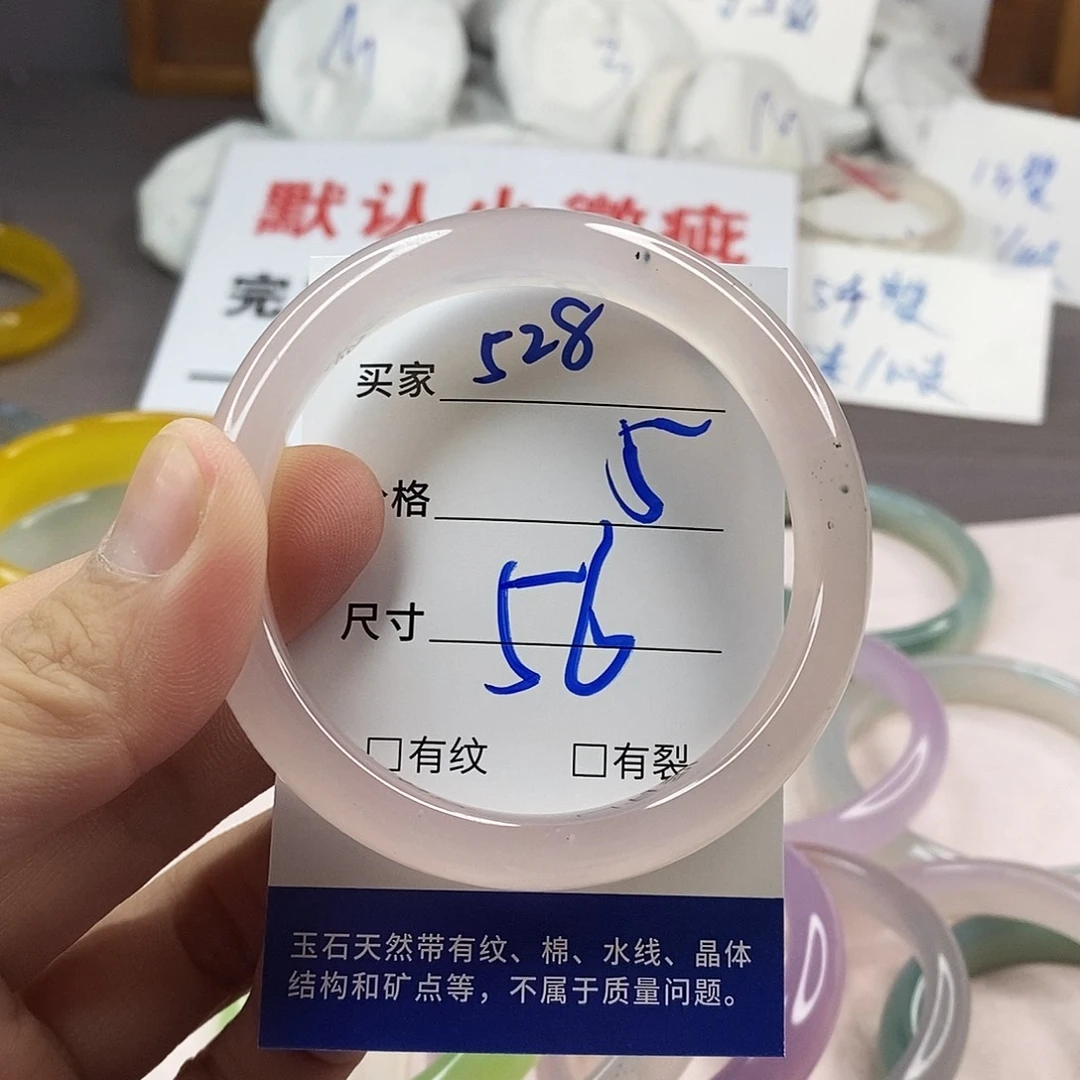 默认小微疵
完
54
买家 528
格 5
尺寸 56
□有纹 □有裂
玉石天然带有纹、棉、水线、晶体
结构和矿点等，不属于质量问题。